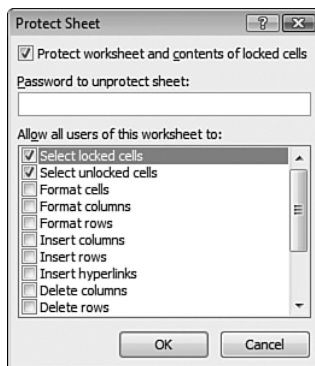 Protect Sheet
Protect worksheet and contents of locked cells
Password to unprotect sheet:
Allow all users of this worksheet to:
Select locked cells
Select unlocked cells
Format cells
Format columns
Format rows
Insert columns
Insert rows
Insert hyperlinks
Delete columns
Delete rows
OK Cancel